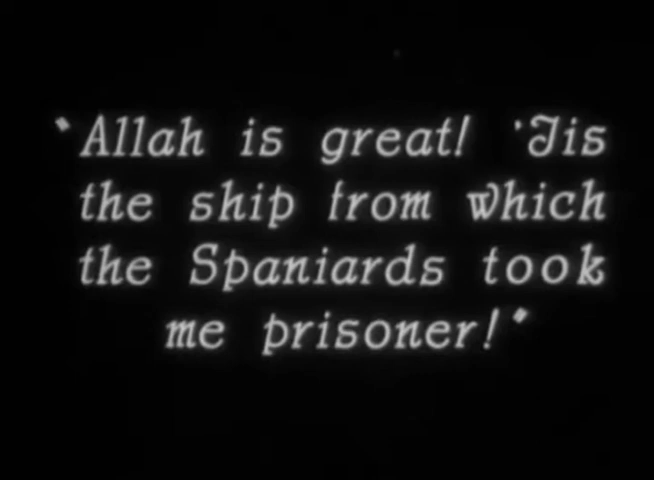 "Allah is great! 'Tis
the ship from which
the Spaniards took
me prisoner!"